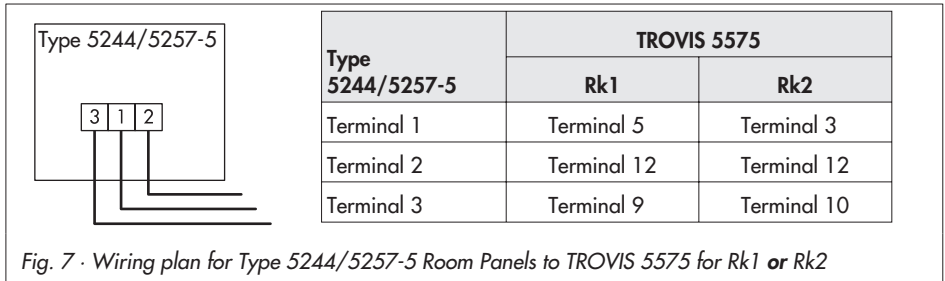 Type 5244/5257-5
3 1 2
Type 5244/5257-5
TROVIS 5575
Rk1 Rk2
Terminal 1 Terminal 5 Terminal 3
Terminal 2 Terminal 12 Terminal 12
Terminal 3 Terminal 9 Terminal 10
Fig. 7 · Wiring plan for Type 5244/5257-5 Room Panels to TROVIS 5575 for Rk1 or Rk2